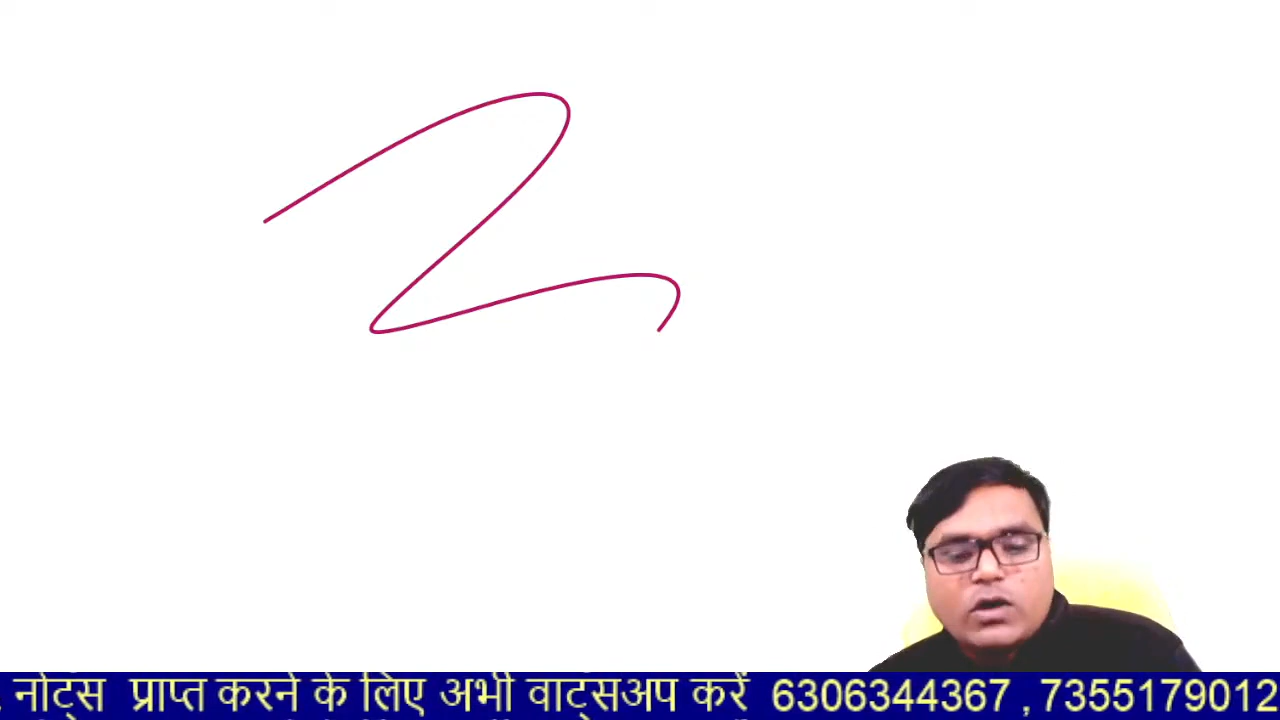 नोट्स प्राप्त करने के लिए अभी वाट्सअप करें 6306344367 , 7355179012